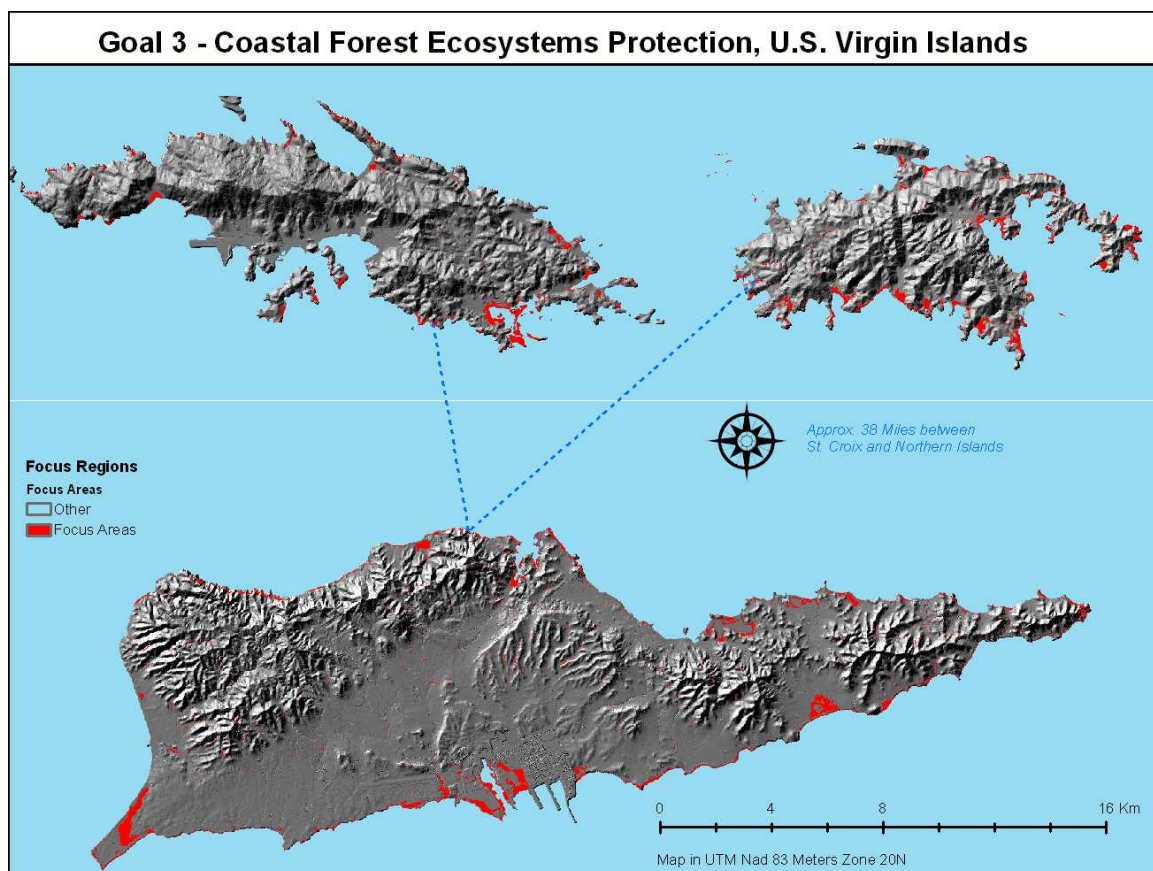 Goal 3 - Coastal Forest Ecosystems Protection, U.S. Virgin Islands
Approx. 38 Miles between
St. Croix and Northern Islands
Focus Regions
Focus Areas
Other
Focus Areas
0 4 8 16 Km
Map in UTM Nad 83 Meters Zone 20N